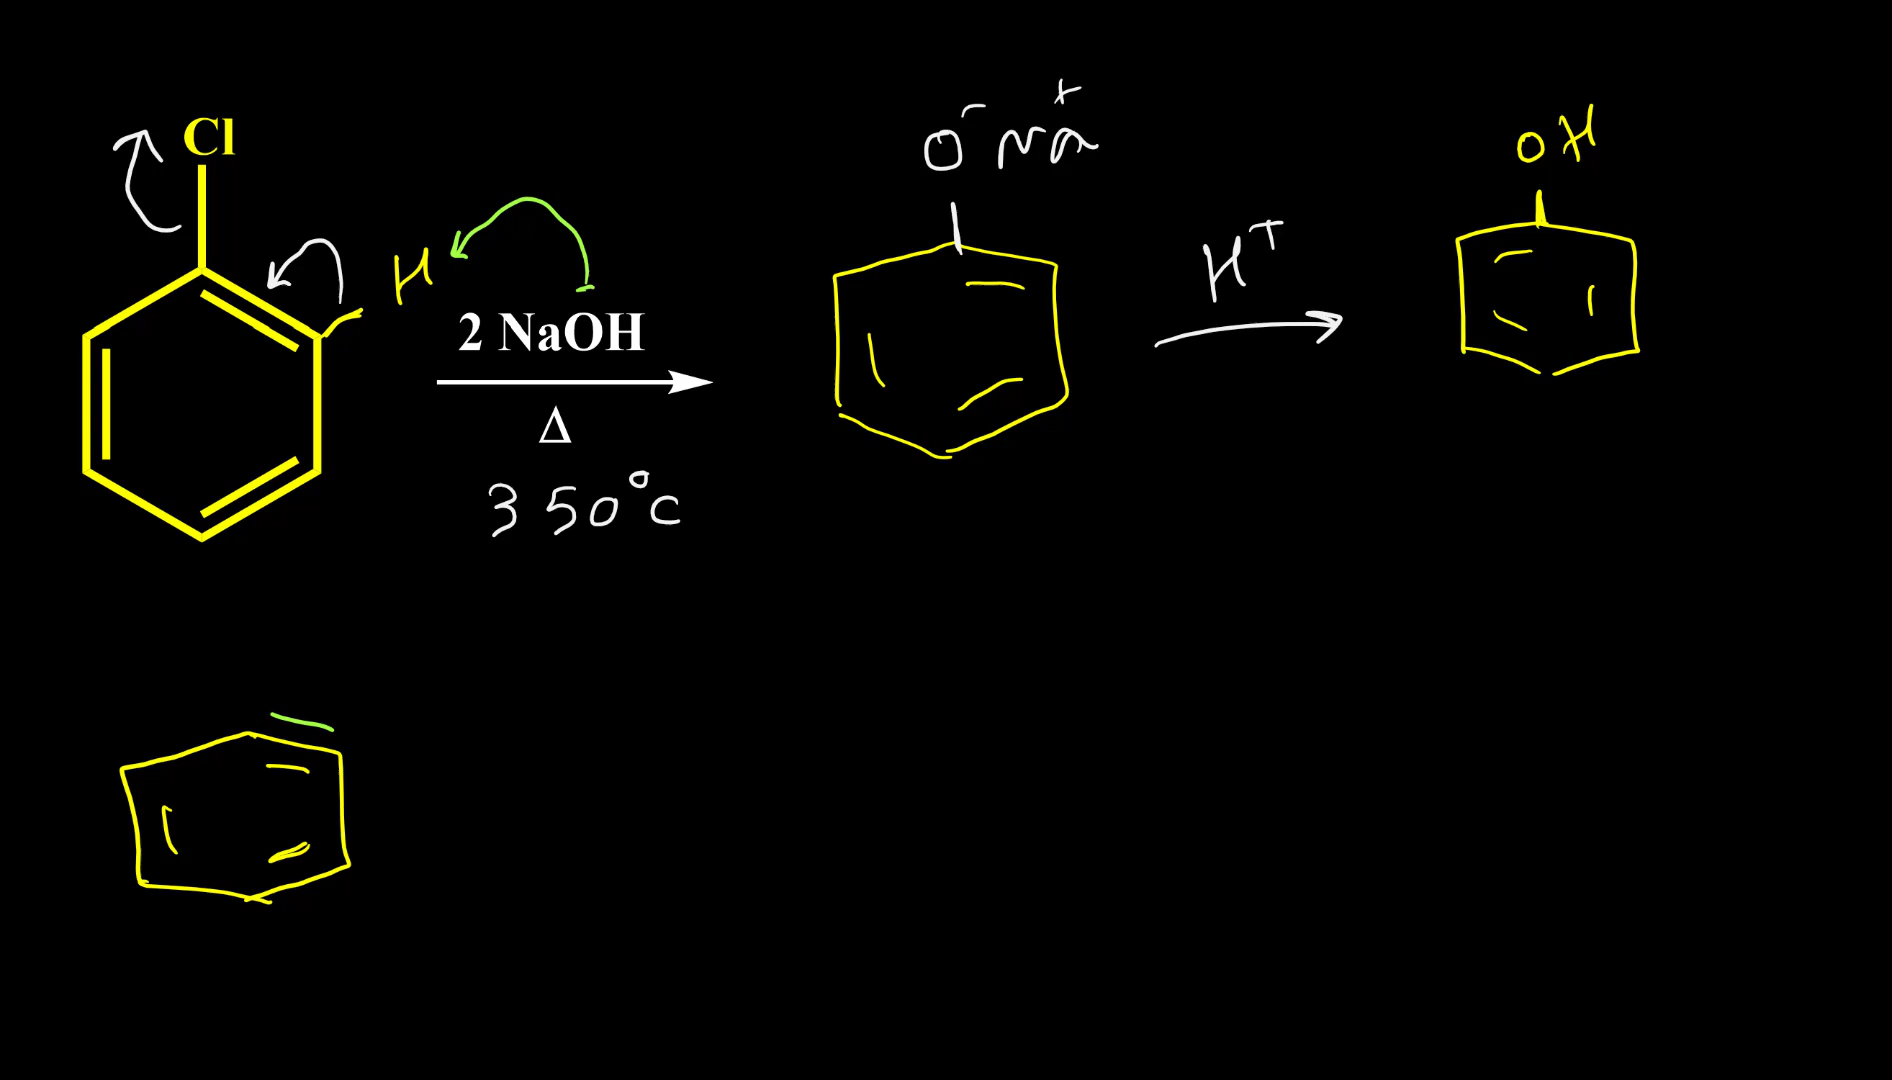 Cl
H
2 NaOH
Δ
350°C
O⁻ Na⁺
H⁺
OH